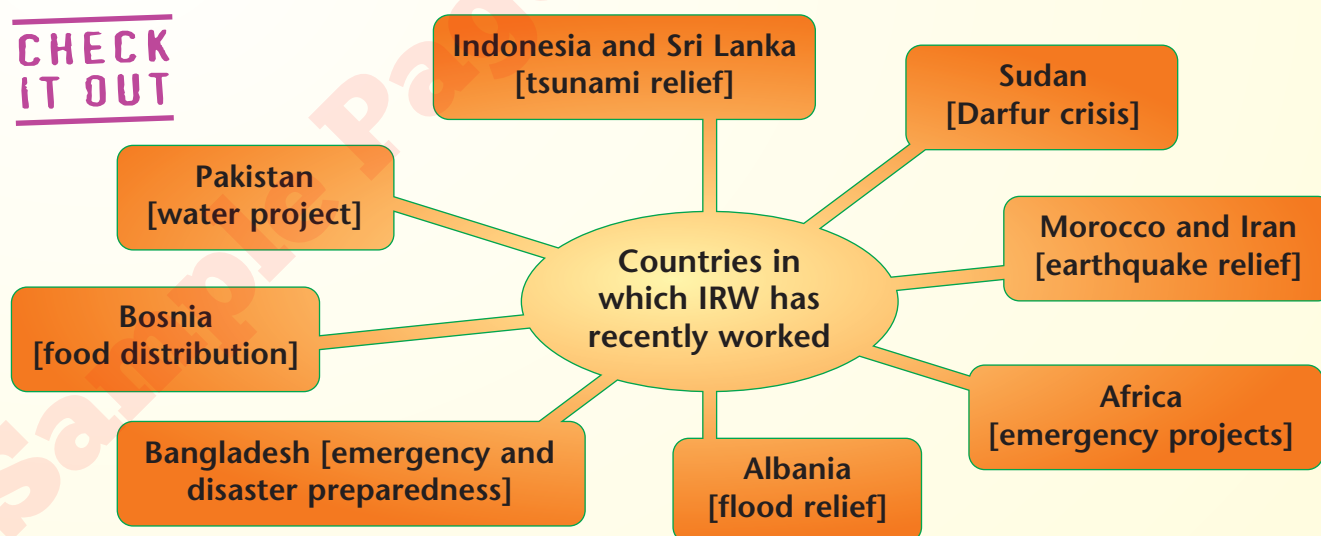 CHECK
IT OUT
Indonesia and Sri Lanka
[tsunami relief]
Sudan
[Darfur crisis]
Pakistan
[water project]
Morocco and Iran
[earthquake relief]
Countries in
which IRW has
recently worked
Bosnia
[food distribution]
Africa
[emergency projects]
Bangladesh [emergency and
disaster preparedness]
Albania
[flood relief]
Sample Page